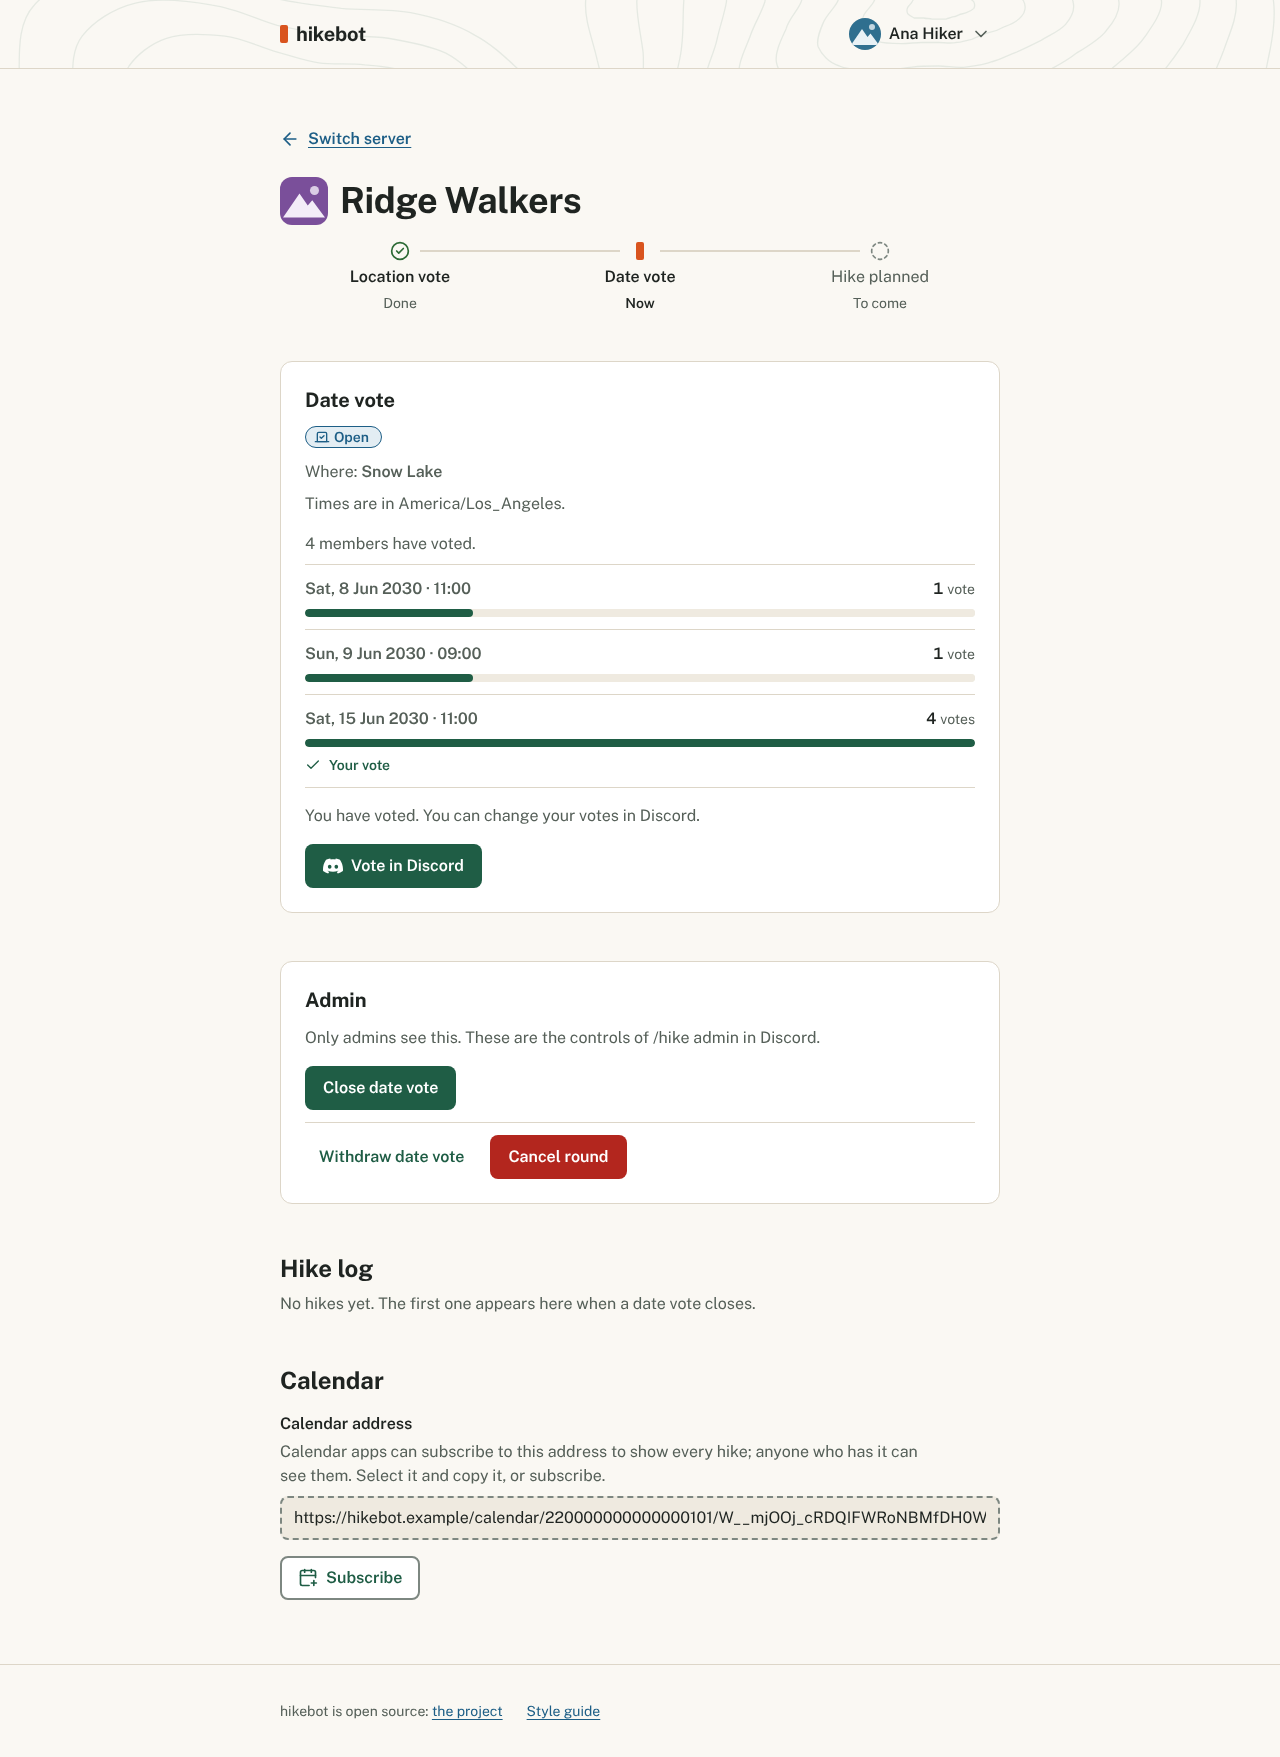 hikebot
Ana Hiker
Switch server
Ridge Walkers
Location vote
Done
Date vote
Now
Hike planned
To come
Date vote
Open
Where: Snow Lake
Times are in America/Los_Angeles.
4 members have voted.
Sat, 8 Jun 2030 · 11:00
1 vote
Sun, 9 Jun 2030 · 09:00
1 vote
Sat, 15 Jun 2030 · 11:00
4 votes
Your vote
You have voted. You can change your votes in Discord.
Vote in Discord
Admin
Only admins see this. These are the controls of /hike admin in Discord.
Close date vote
Withdraw date vote
Cancel round
Hike log
No hikes yet. The first one appears here when a date vote closes.
Calendar
Calendar address
Calendar apps can subscribe to this address to show every hike; anyone who has it can
see them. Select it and copy it, or subscribe.
https://hikebot.example/calendar/220000000000000101/W__mjOOj_cRDQIFWRoNBMfDH0W
Subscribe
hikebot is open source: the project
Style guide